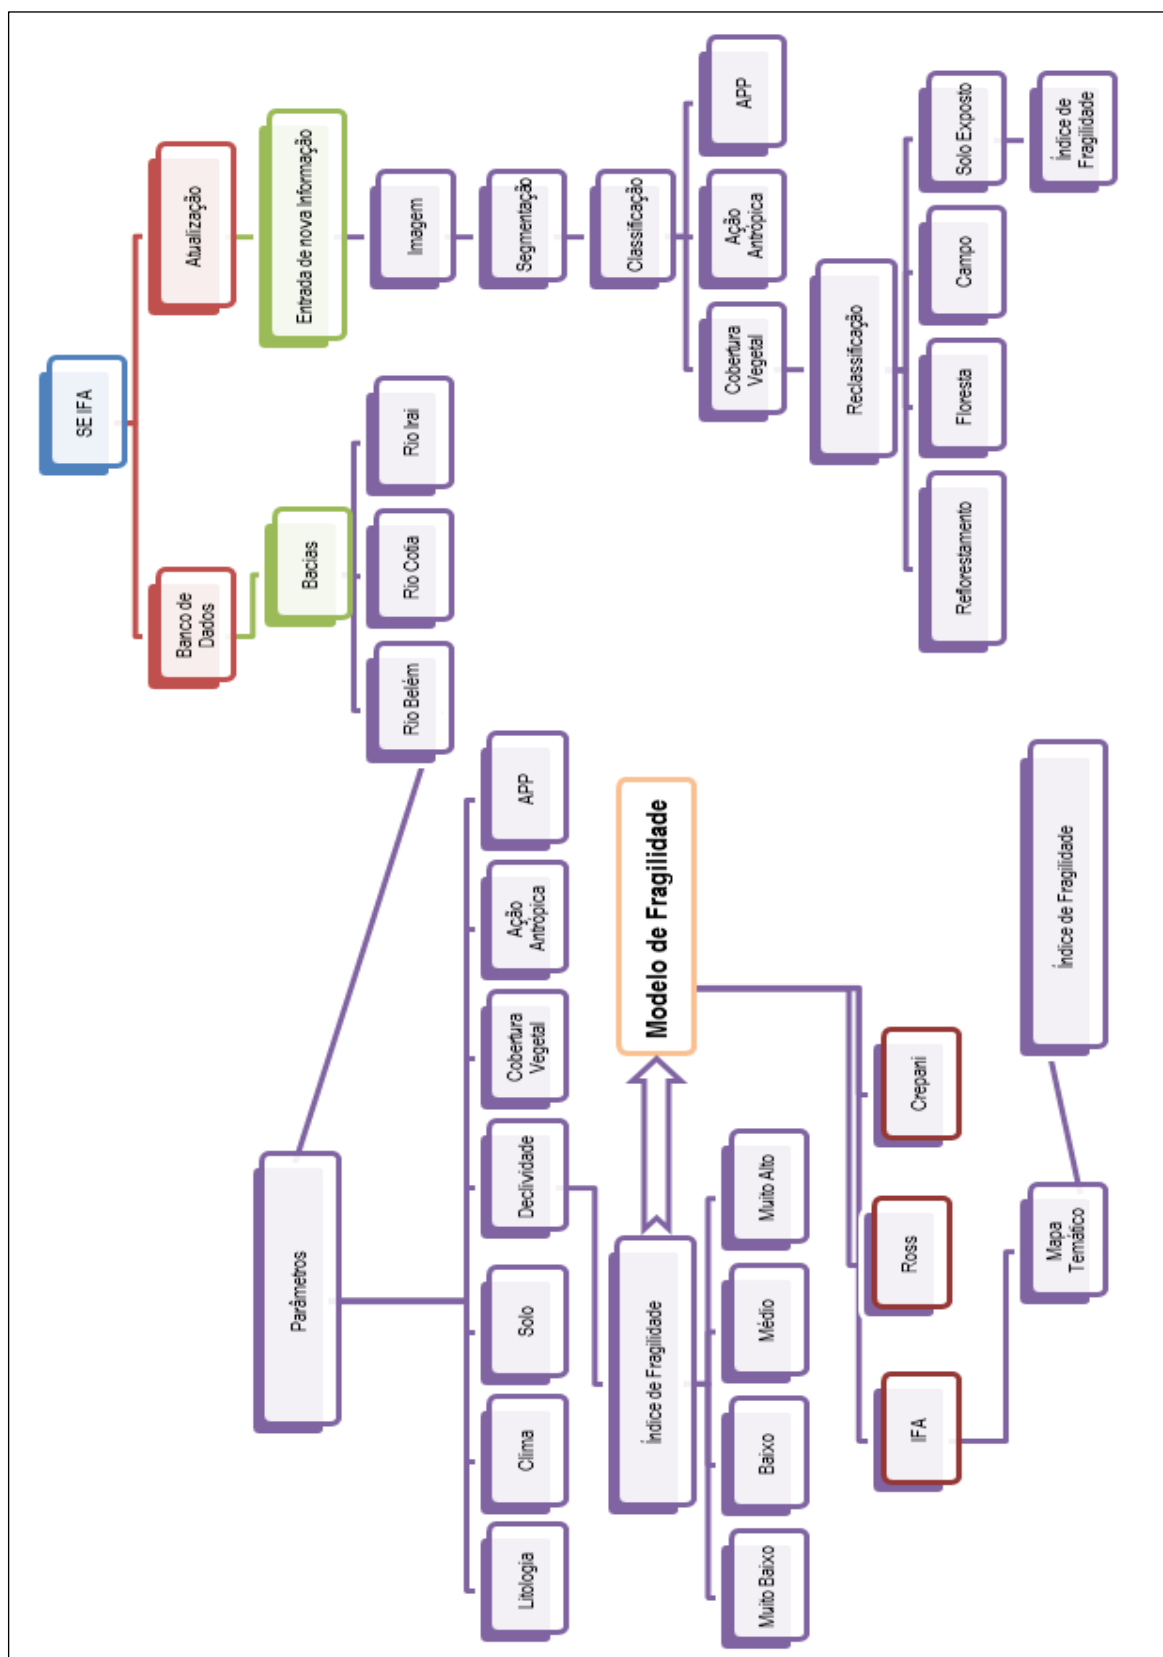 SE IFA
Banco de
Dados
Atualização
Bacias
Entrada de nova Informação
Rio Belém
Rio Cotia
Rio Irai
Imagem
Segmentação
Classificação
Cobertura
Vegetal
Ação
Antrópica
APP
Reclassificação
Reflorestamento
Floresta
Campo
Solo Exposto
Índice de
Fragilidade
Parâmetros
Litologia
Clima
Solo
Declividade
Cobertura
Vegetal
Ação
Antrópica
APP
Índice de Fragilidade
Modelo de Fragilidade
Muito Baixo
Baixo
Médio
Muito Alto
IFA
Ross
Crepani
Mapa
Temático
Índice de Fragilidade